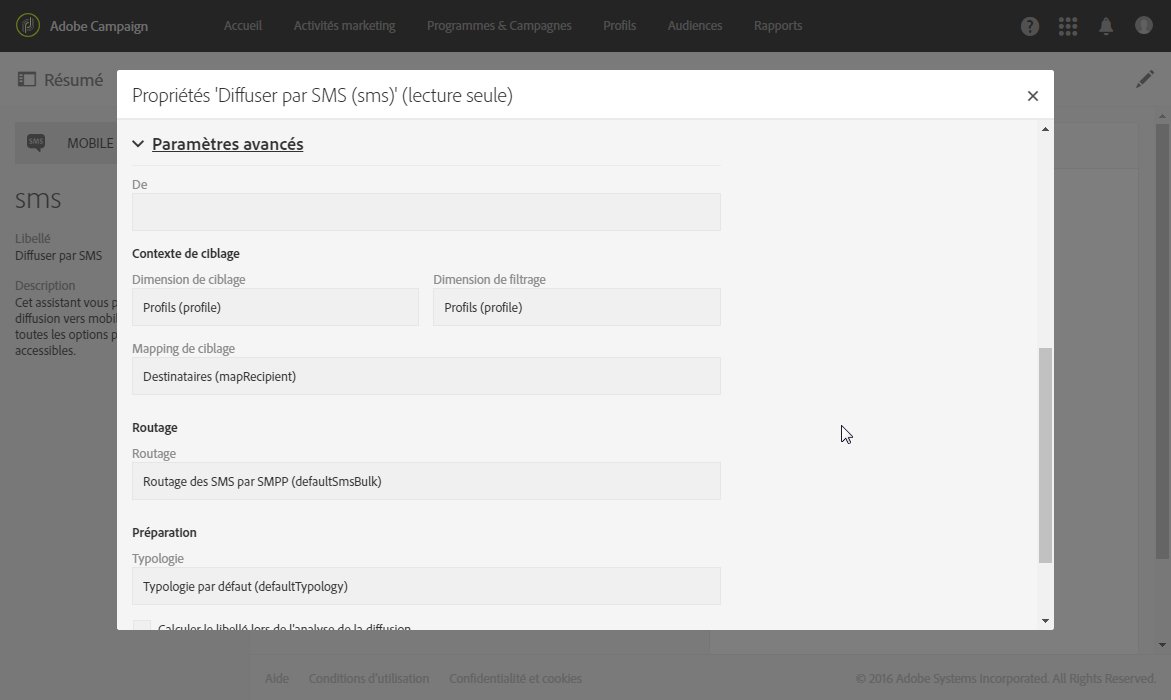 Adobe Campaign
Accueil
Activités marketing
Programmes & Campagnes
Profils
Audiences
Rapports
?
Résumé
Propriétés 'Diffuser par SMS (sms)' (lecture seule)
×
SMS
MOBILE
sms
Libellé
Diffuser par SMS
Description
Cet assistant vous p
diffusion vers mobil
toutes les options p
accessibles.
Paramètres avancés
De
Contexte de ciblage
Dimension de ciblage
Dimension de filtrage
Profils (profile)
Profils (profile)
Mapping de ciblage
Destinataires (mapRecipient)
Routage
Routage
Routage des SMS par SMPP (defaultSmsBulk)
Préparation
Typologie
Typologie par défaut (defaultTypology)
Calculer le libellé lors de l'analyse de la diffusion
Aide
Conditions d'utilisation
Confidentialité et cookies
© 2016 Adobe Systems Incorporated. All Rights Reserved.